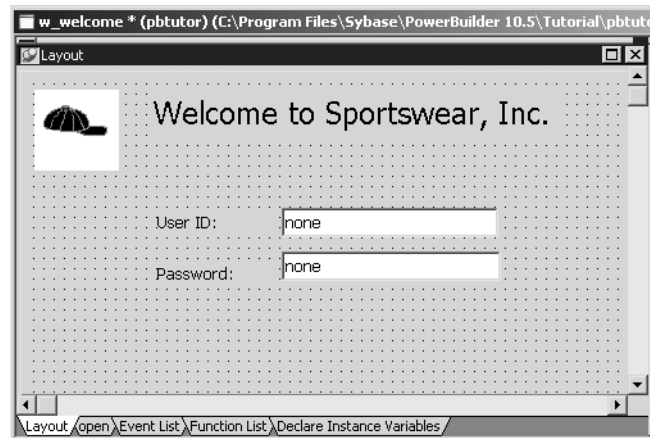 w_welcome * (pbtutor) (C:\Program Files\Sybase\PowerBuilder 10.5\Tutorial\pbtuto
Layout
Welcome to Sportswear, Inc.
User ID: none
Password: none
Layout open Event List Function List Declare Instance Variables